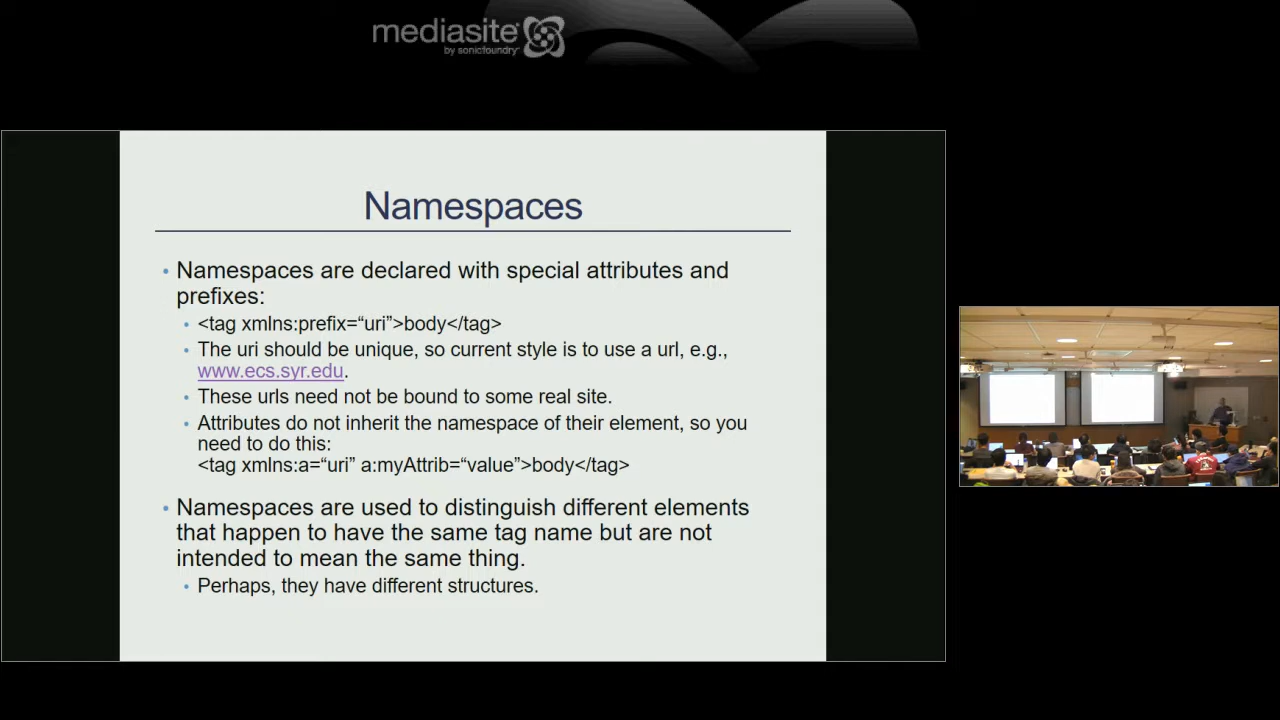 mediasite
by sonicfoundry
Namespaces
• Namespaces are declared with special attributes and
prefixes:
• <tag xmlns:prefix=“uri”>body</tag>
• The uri should be unique, so current style is to use a url, e.g.,
www.ecs.syr.edu.
• These urls need not be bound to some real site.
• Attributes do not inherit the namespace of their element, so you
need to do this:
<tag xmlns:a=“uri” a:myAttrib=“value”>body</tag>
• Namespaces are used to distinguish different elements
that happen to have the same tag name but are not
intended to mean the same thing.
• Perhaps, they have different structures.